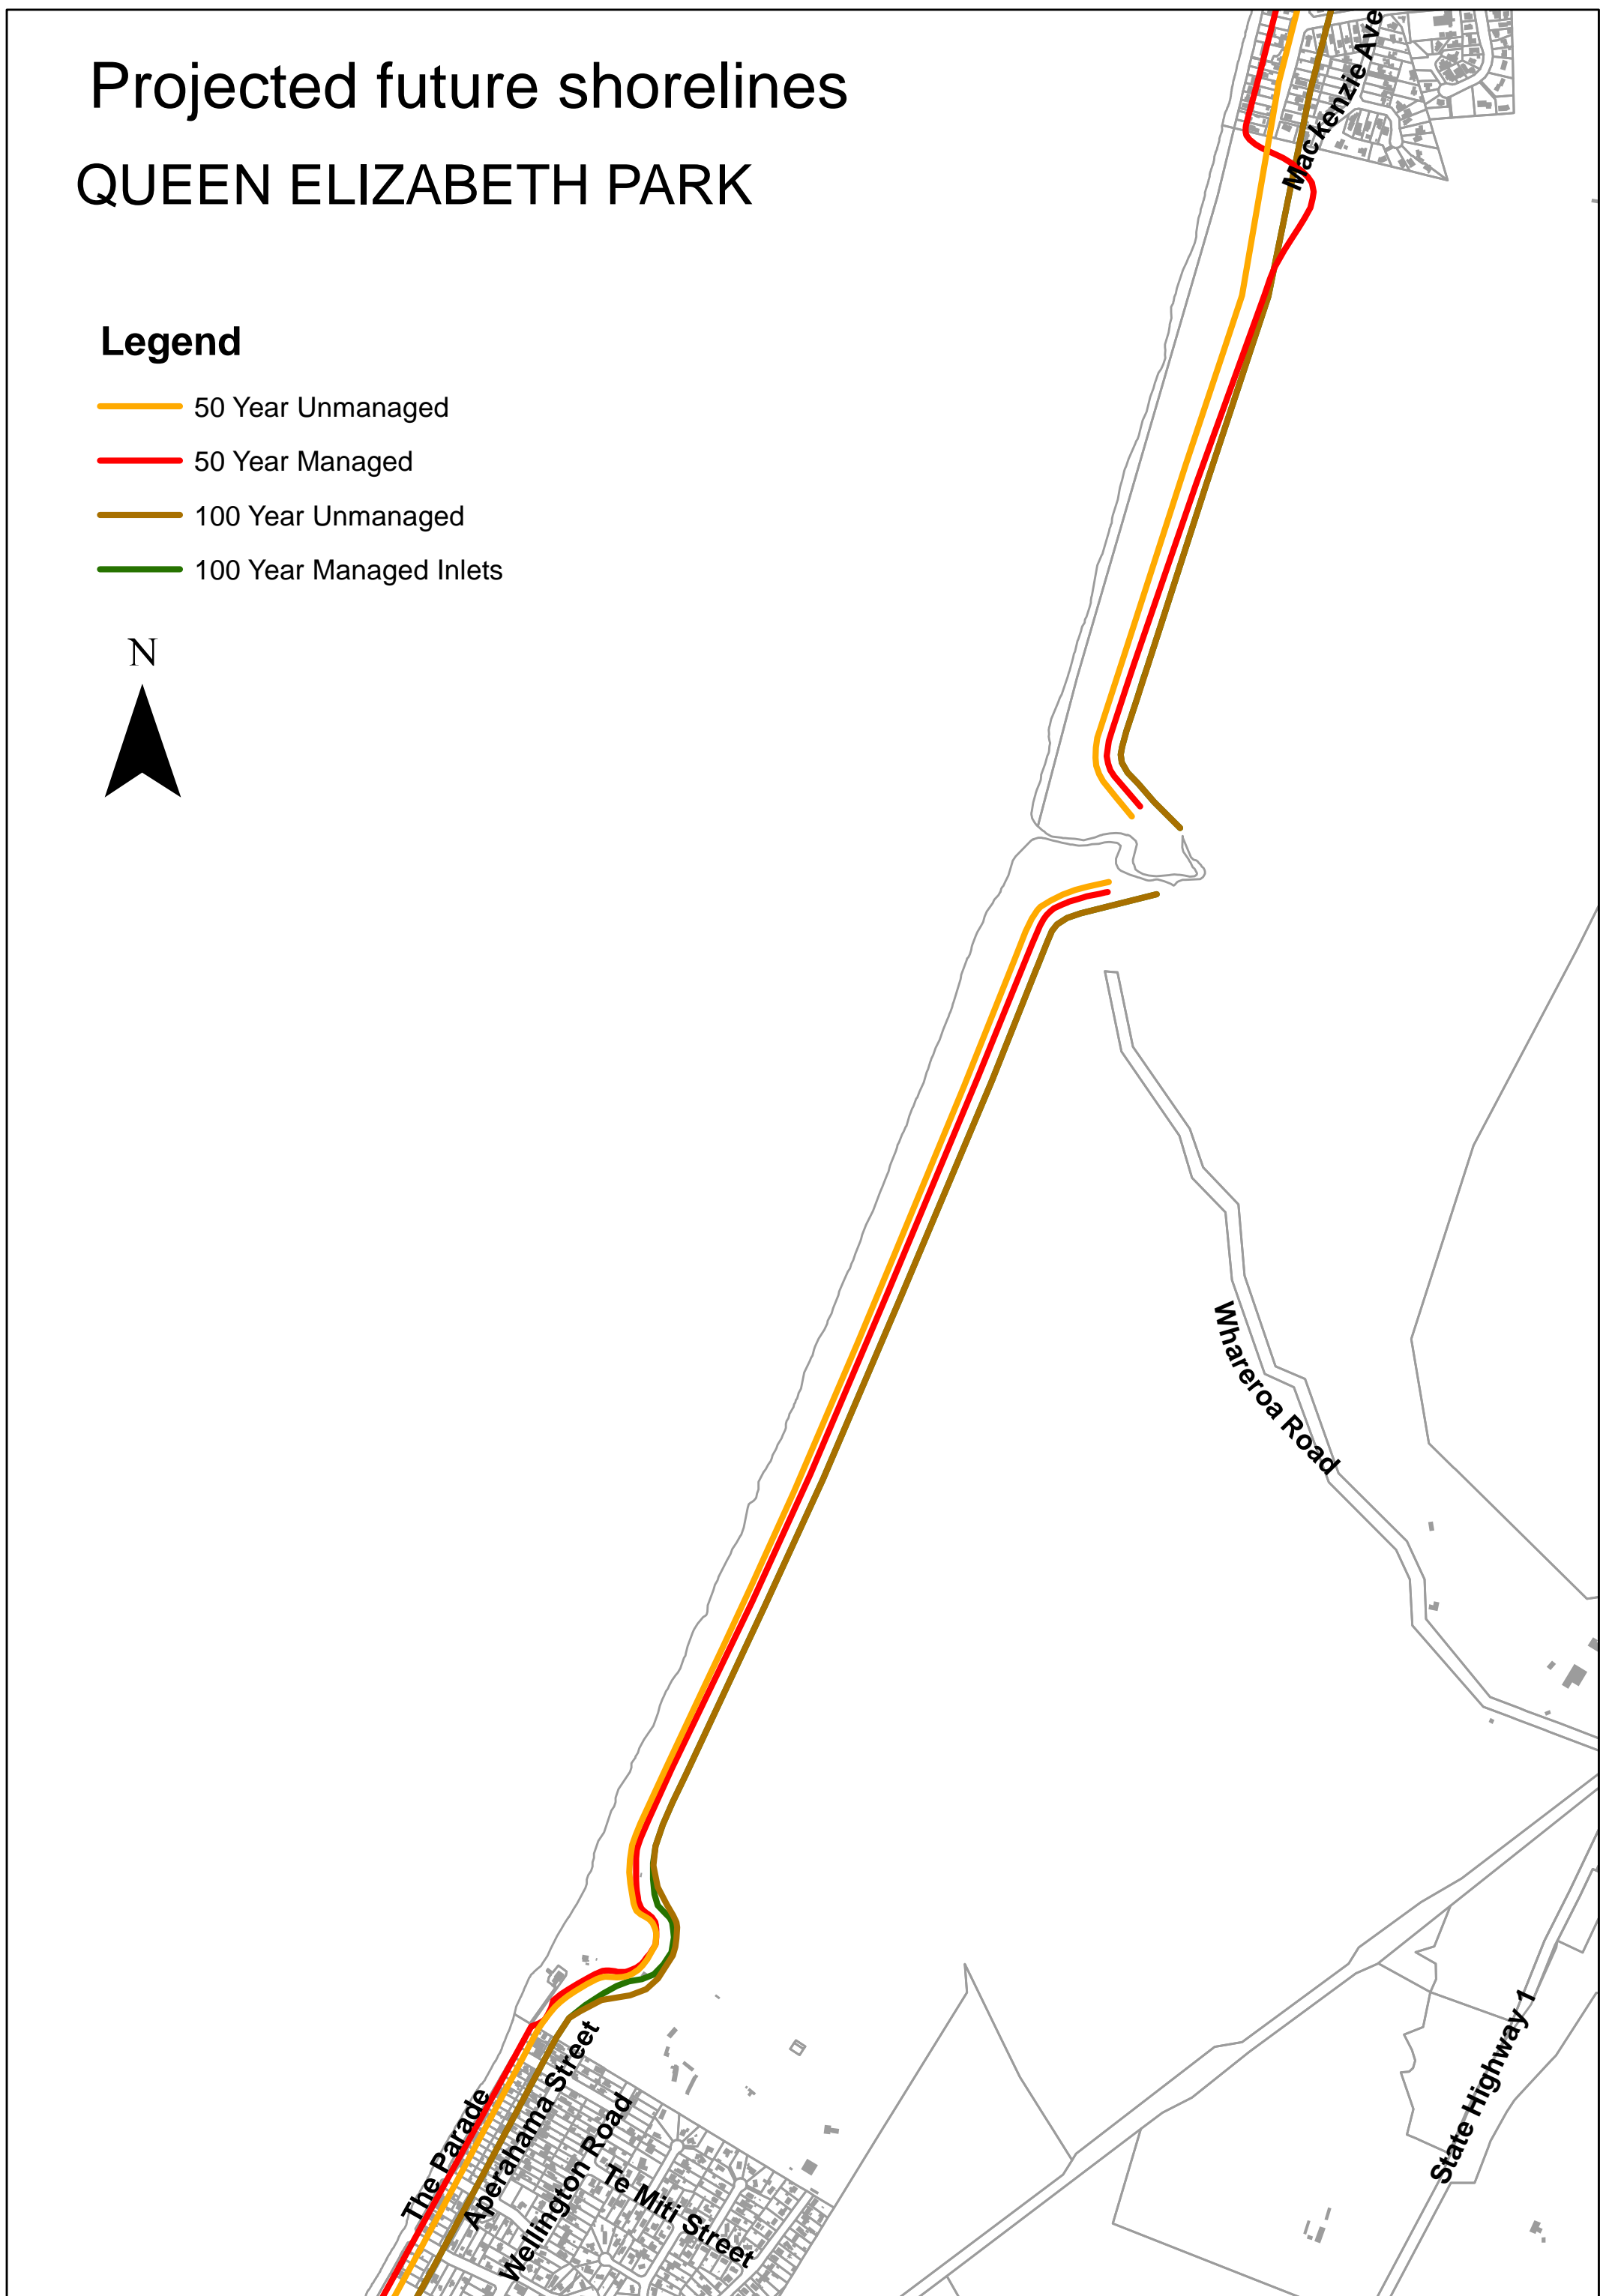 Projected future shorelines
QUEEN ELIZABETH PARK
Legend
50 Year Unmanaged
50 Year Managed
100 Year Unmanaged
100 Year Managed Inlets
N
Mackenzie Ave
Whareroa Road
State Highway 1
The Parade
Aperahama Street
Wellington Road
Te Miti Street